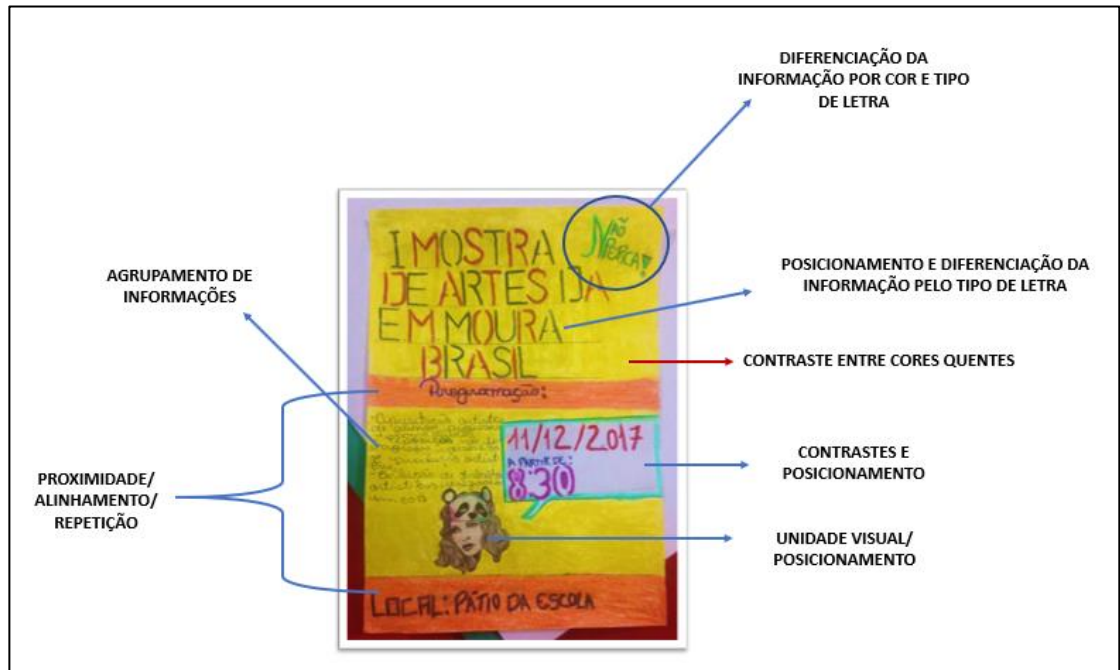 DIFERENCIAÇÃO DA
INFORMAÇÃO POR COR E TIPO
DE LETRA
AGRUPAMENTO DE
INFORMAÇÕES
POSICIONAMENTO E DIFERENCIAÇÃO DA
INFORMAÇÃO PELO TIPO DE LETRA
CONTRASTE ENTRE CORES QUENTES
PROXIMIDADE/
ALINHAMENTO/
REPETIÇÃO
CONTRASTES E
POSICIONAMENTO
UNIDADE VISUAL/
POSICIONAMENTO
NÃO
PERCA!
I MOSTRA
DE ARTES DA
EM MOURA
BRASIL
Programação:
11/12/2017
A PARTIR DE:
8:30
LOCAL: PÁTIO DA ESCOLA